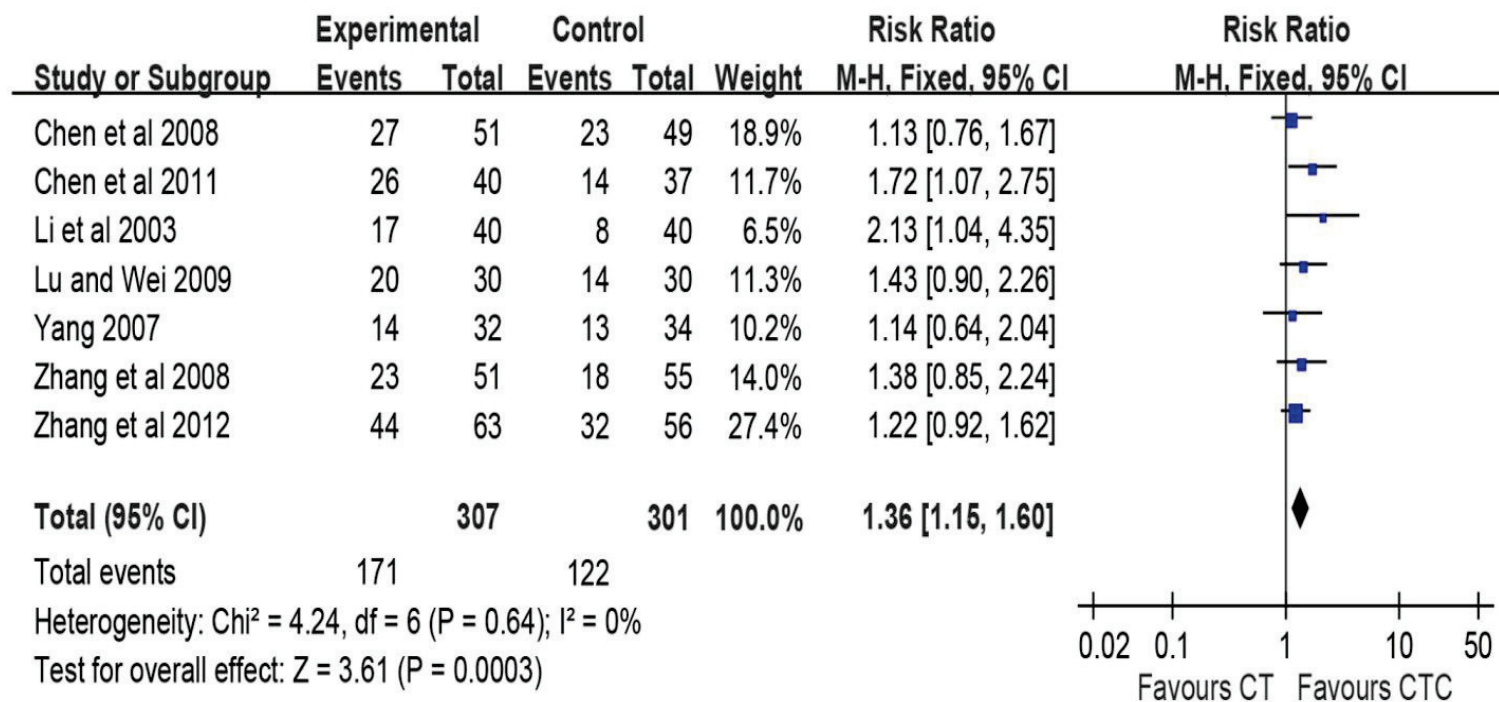 Experimental Control Risk Ratio Risk Ratio
Study or Subgroup Events Total Events Total Weight M-H, Fixed, 95% CI M-H, Fixed, 95% CI
Chen et al 2008 27 51 23 49 18.9% 1.13 [0.76, 1.67]
Chen et al 2011 26 40 14 37 11.7% 1.72 [1.07, 2.75]
Li et al 2003 17 40 8 40 6.5% 2.13 [1.04, 4.35]
Lu and Wei 2009 20 30 14 30 11.3% 1.43 [0.90, 2.26]
Yang 2007 14 32 13 34 10.2% 1.14 [0.64, 2.04]
Zhang et al 2008 23 51 18 55 14.0% 1.38 [0.85, 2.24]
Zhang et al 2012 44 63 32 56 27.4% 1.22 [0.92, 1.62]
Total (95% CI) 307 301 100.0% 1.36 [1.15, 1.60]
Total events 171 122
Heterogeneity: Chi² = 4.24, df = 6 (P = 0.64); I² = 0%
Test for overall effect: Z = 3.61 (P = 0.0003)
0.02 0.1 1 10 50
Favours CT Favours CTC